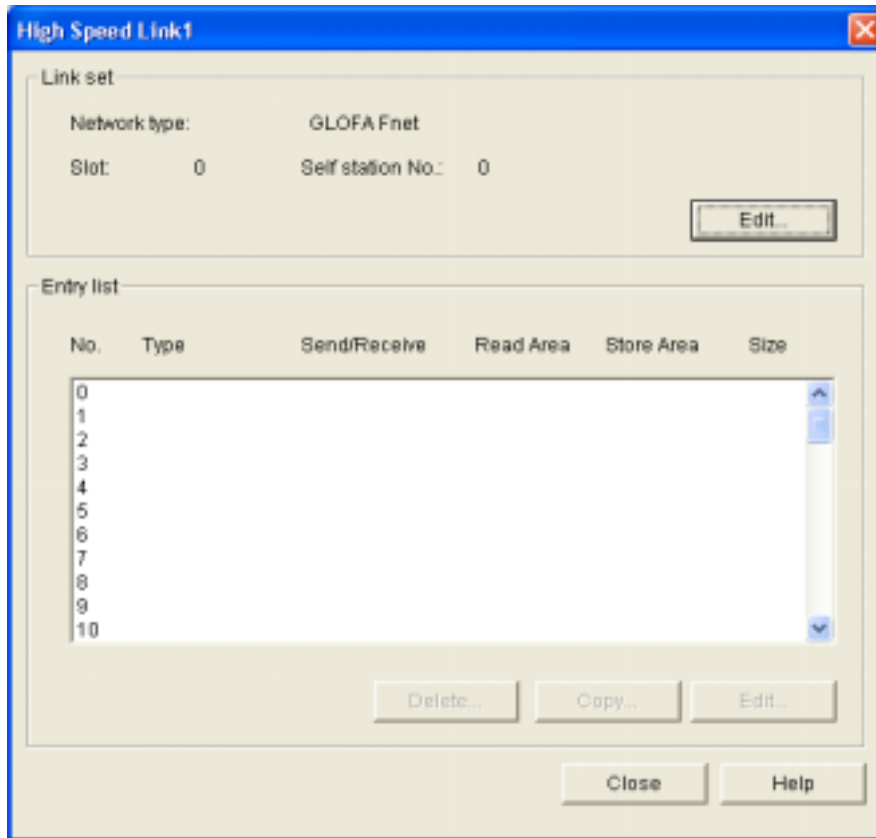 High Speed Link1
Link set
Network type: GLOFA Fnet
Slot: 0 Self station No.: 0
Edit...
Entry list
No. Type Send/Receive Read Area Store Area Size
0
1
2
3
4
5
6
7
8
9
10
Delete... Copy... Edit...
Close Help